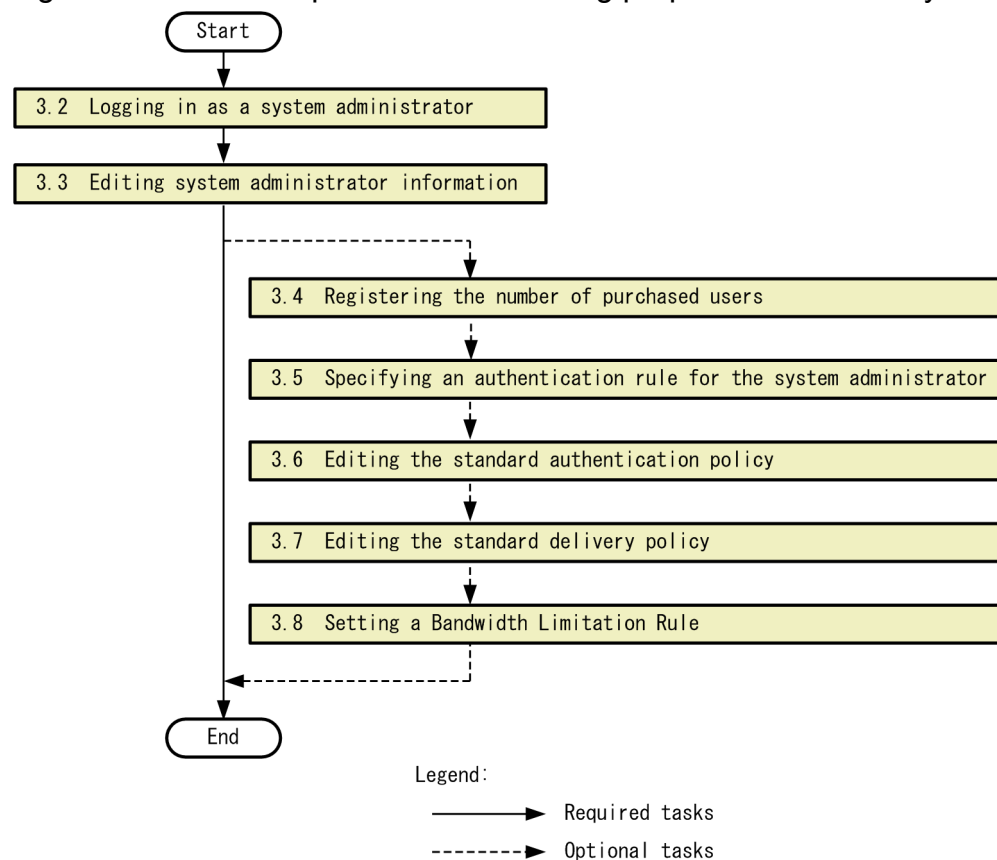 Start
3.2 Logging in as a system administrator
3.3 Editing system administrator information
3.4 Registering the number of purchased users
3.5 Specifying an authentication rule for the system administrator
3.6 Editing the standard authentication policy
3.7 Editing the standard delivery policy
3.8 Setting a Bandwidth Limitation Rule
End
Legend:
Required tasks
Optional tasks